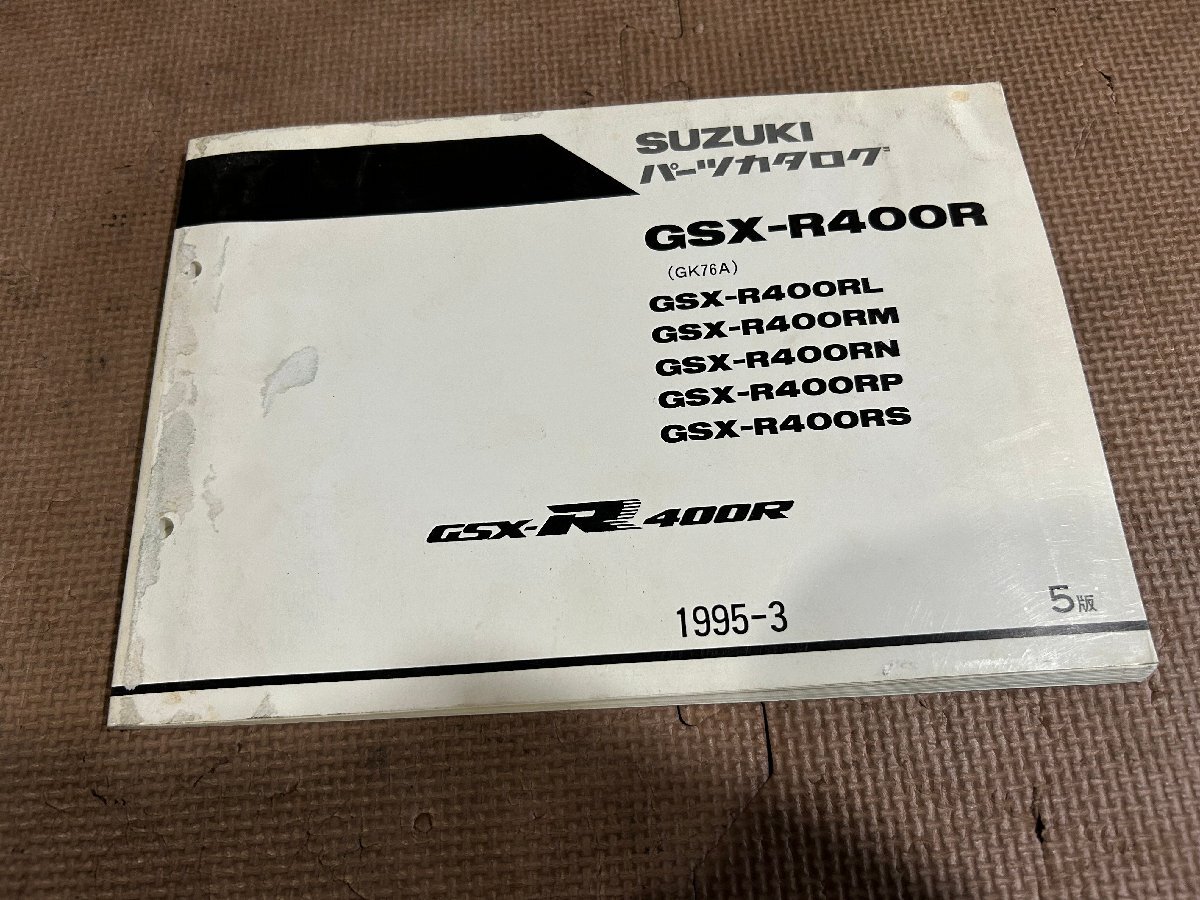 SUZUKI
パーツカタログ
GSX-R400R
(GK76A)
GSX-R400RL
GSX-R400RM
GSX-R400RN
GSX-R400RP
GSX-R400RS
GSX-R400R
1995-3
5版